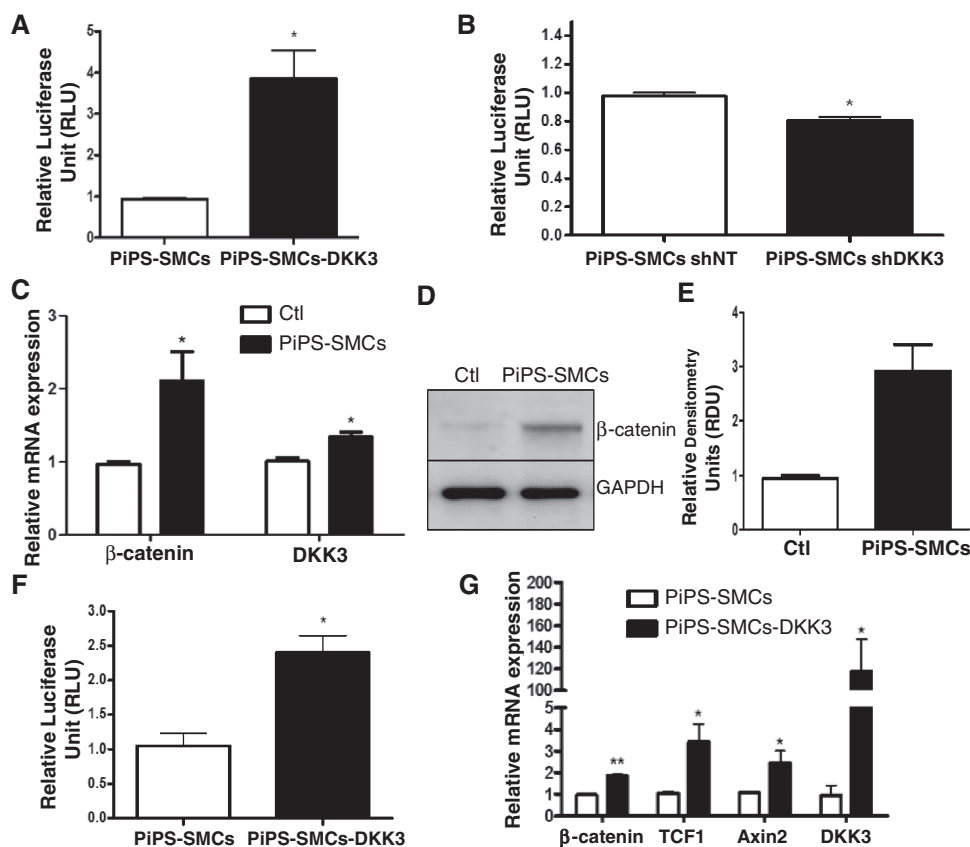 A
Relative Luciferase
Unit (RLU)
5
4
3
2
1
0
*
PiPS-SMCs
PiPS-SMCs-DKK3
B
Relative Luciferase
Unit (RLU)
1.4
1.2
1.0
0.8
0.6
0.4
0.2
0.0
*
PiPS-SMCs shNT
PiPS-SMCs shDKK3
C
Relative mRNA expression
3
2
1
0
Ctl
PiPS-SMCs
*
*
β-catenin
DKK3
D
Ctl PiPS-SMCs
β-catenin
GAPDH
E
Relative Densitometry
Units (RDU)
4
3
2
1
0
Ctl
PiPS-SMCs
F
Relative Luciferase
Unit (RLU)
3.0
2.5
2.0
1.5
1.0
0.5
0.0
*
PiPS-SMCs
PiPS-SMCs-DKK3
G
Relative mRNA expression
200
180
160
140
120
100
5
4
3
2
1
0
PiPS-SMCs
PiPS-SMCs-DKK3
**
*
*
*
β-catenin
TCF1
Axin2
DKK3